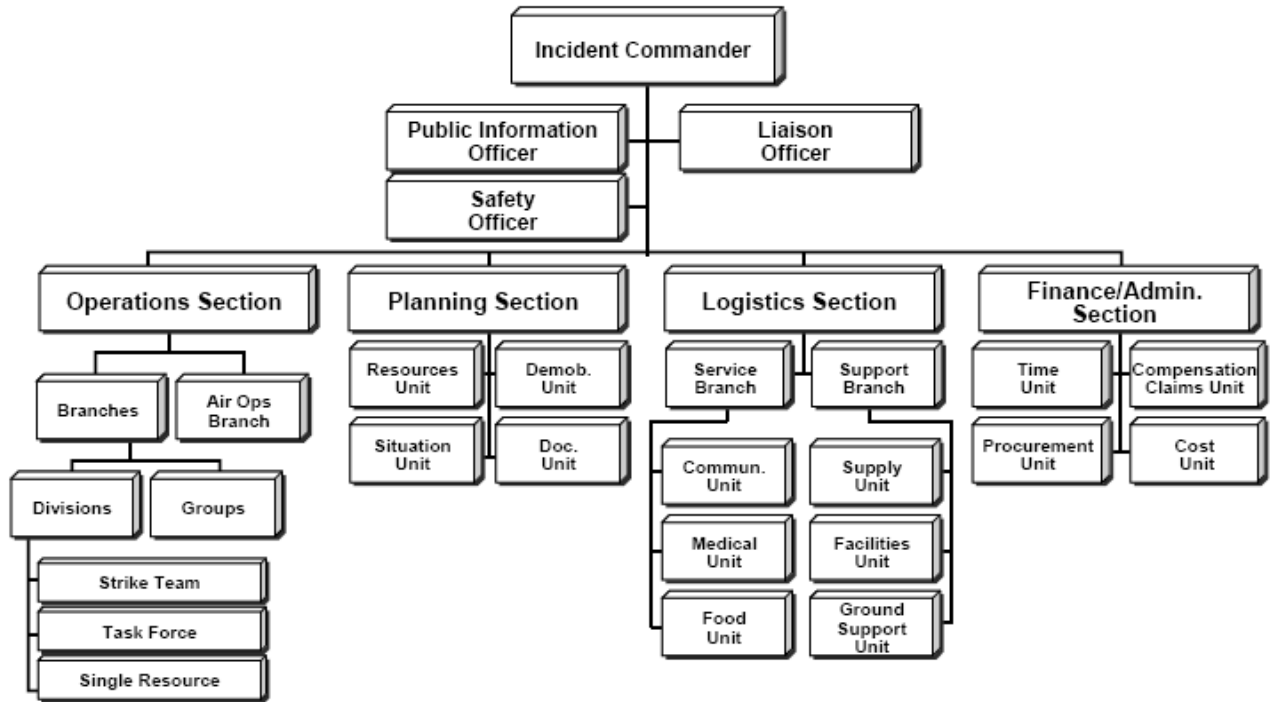 Incident Commander
Public Information
Officer
Liaison
Officer
Safety
Officer
Operations Section
Planning Section
Logistics Section
Finance/Admin.
Section
Branches
Air Ops
Branch
Divisions
Groups
Strike Team
Task Force
Single Resource
Resources
Unit
Demob.
Unit
Situation
Unit
Doc.
Unit
Service
Branch
Support
Branch
Commun.
Unit
Supply
Unit
Medical
Unit
Facilities
Unit
Food
Unit
Ground
Support
Unit
Time
Unit
Compensation
Claims Unit
Procurement
Unit
Cost
Unit